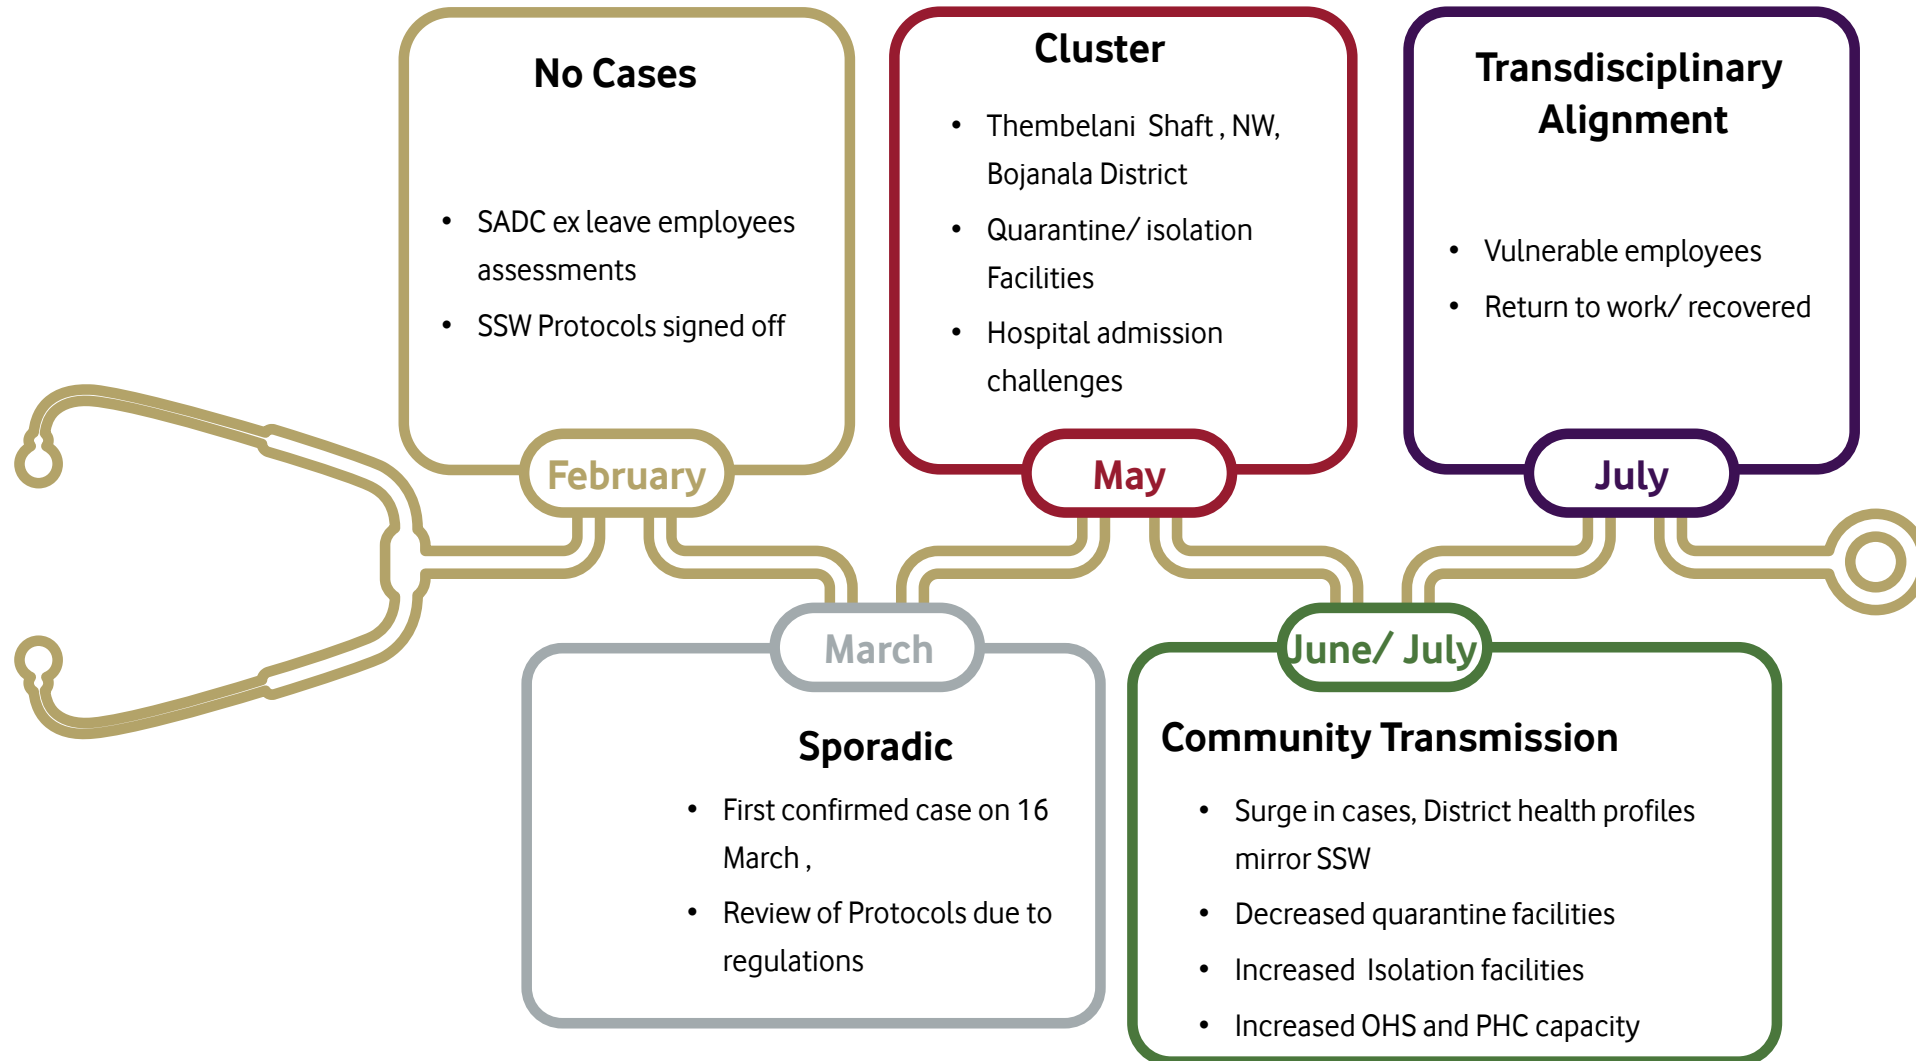 No Cases
• SADC ex leave employees
assessments
• SSW Protocols signed off
February
Sporadic
• First confirmed case on 16
March ,
• Review of Protocols due to
regulations
March
Cluster
• Thembelani Shaft , NW,
Bojanala District
• Quarantine/ isolation
Facilities
• Hospital admission
challenges
May
June/ July
Community Transmission
• Surge in cases, District health profiles
mirror SSW
• Decreased quarantine facilities
• Increased Isolation facilities
• Increased OHS and PHC capacity
Transdisciplinary
Alignment
• Vulnerable employees
• Return to work/ recovered
July